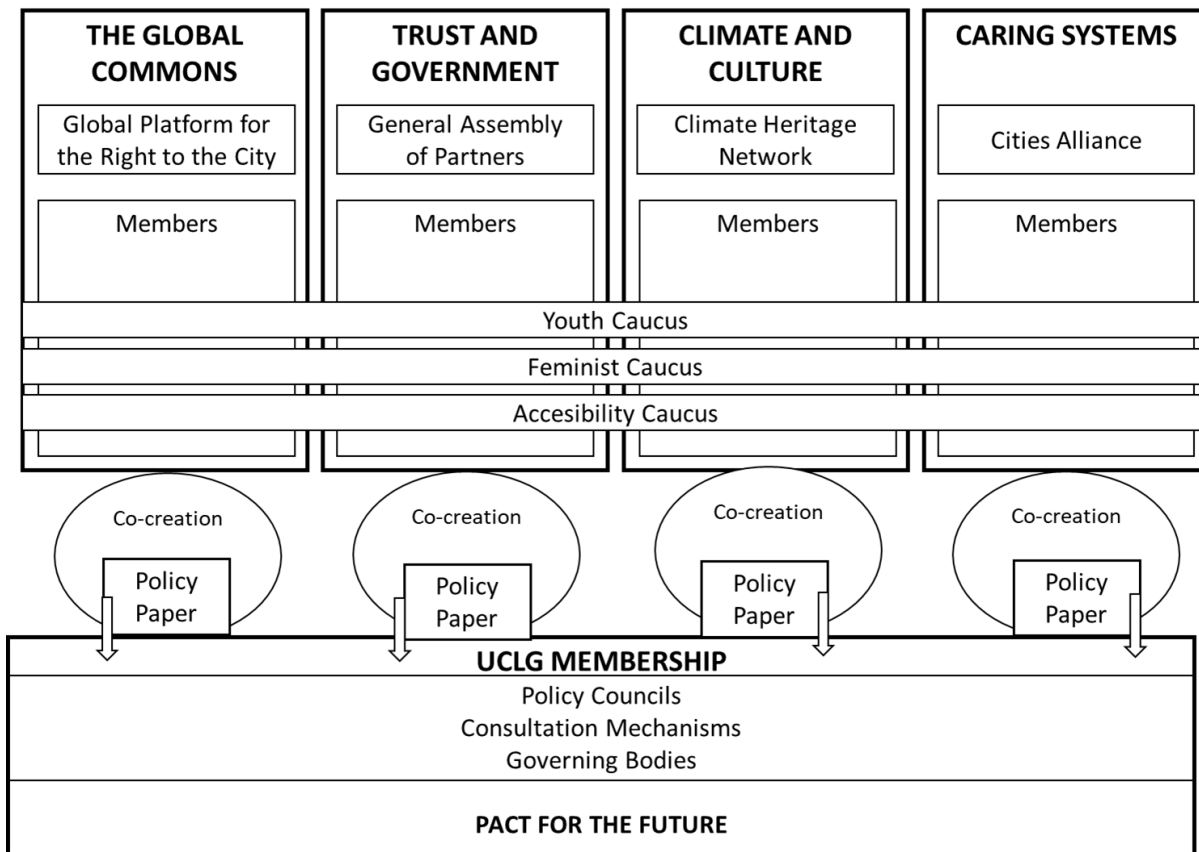 THE GLOBAL
COMMONS
Global Platform for
the Right to the City
Members
TRUST AND
GOVERNMENT
General Assembly
of Partners
Members
CLIMATE AND
CULTURE
Climate Heritage
Network
Members
CARING SYSTEMS
Cities Alliance
Members
Youth Caucus
Feminist Caucus
Accesibility Caucus
Co-creation
Policy
Paper
Co-creation
Policy
Paper
Co-creation
Policy
Paper
Co-creation
Policy
Paper
UCLG MEMBERSHIP
Policy Councils
Consultation Mechanisms
Governing Bodies
PACT FOR THE FUTURE